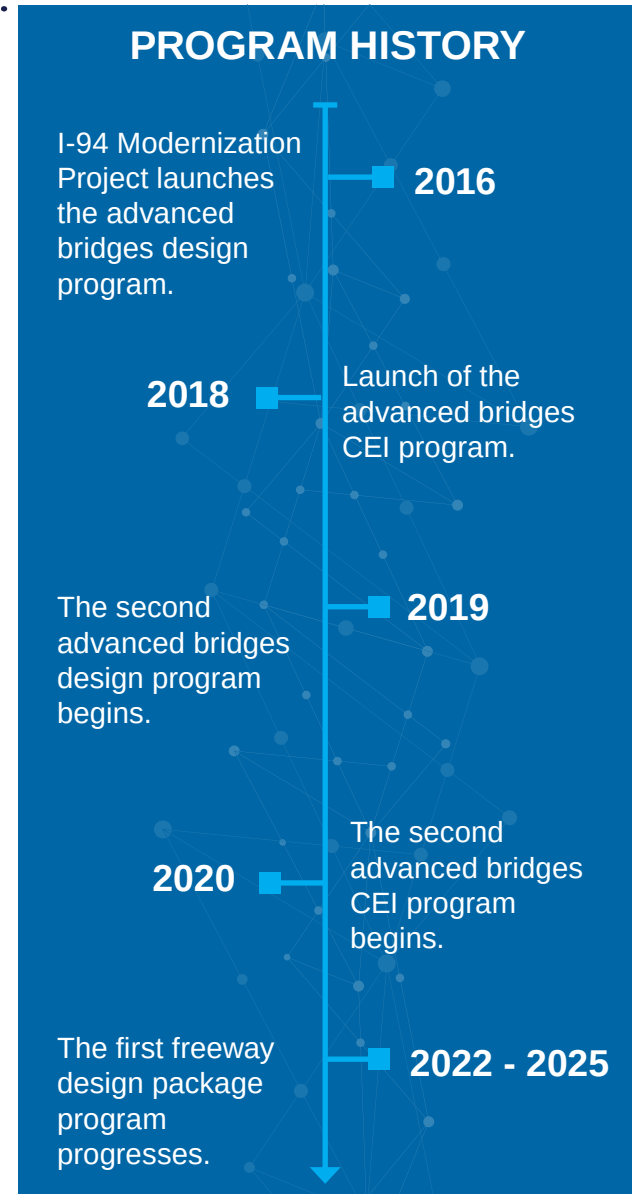 PROGRAM HISTORY
I-94 Modernization
Project launches
the advanced
bridges design
program.
2016
2018
Launch of the
advanced bridges
CEI program.
The second
advanced bridges
design program
begins.
2019
2020
The second
advanced bridges
CEI program
begins.
The first freeway
design package
program
progresses.
2022 - 2025